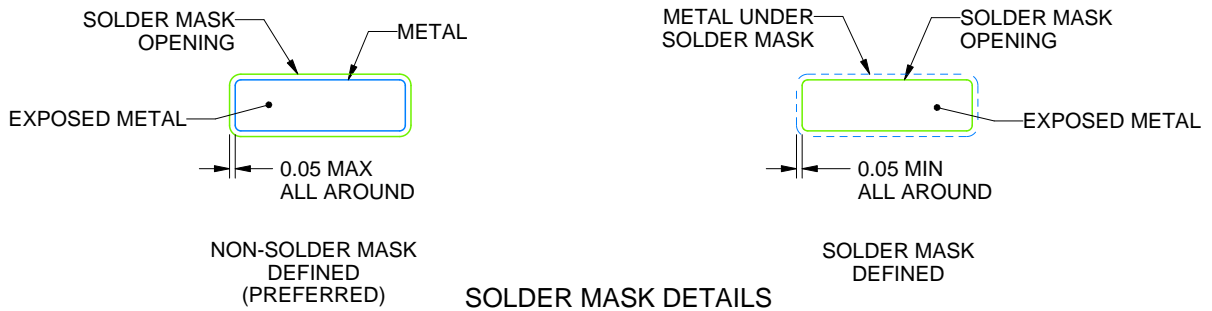 SOLDER MASK
OPENING
METAL
EXPOSED METAL
0.05 MAX
ALL AROUND
NON-SOLDER MASK
DEFINED
(PREFERRED)
METAL UNDER
SOLDER MASK
SOLDER MASK
OPENING
EXPOSED METAL
0.05 MIN
ALL AROUND
SOLDER MASK
DEFINED
SOLDER MASK DETAILS